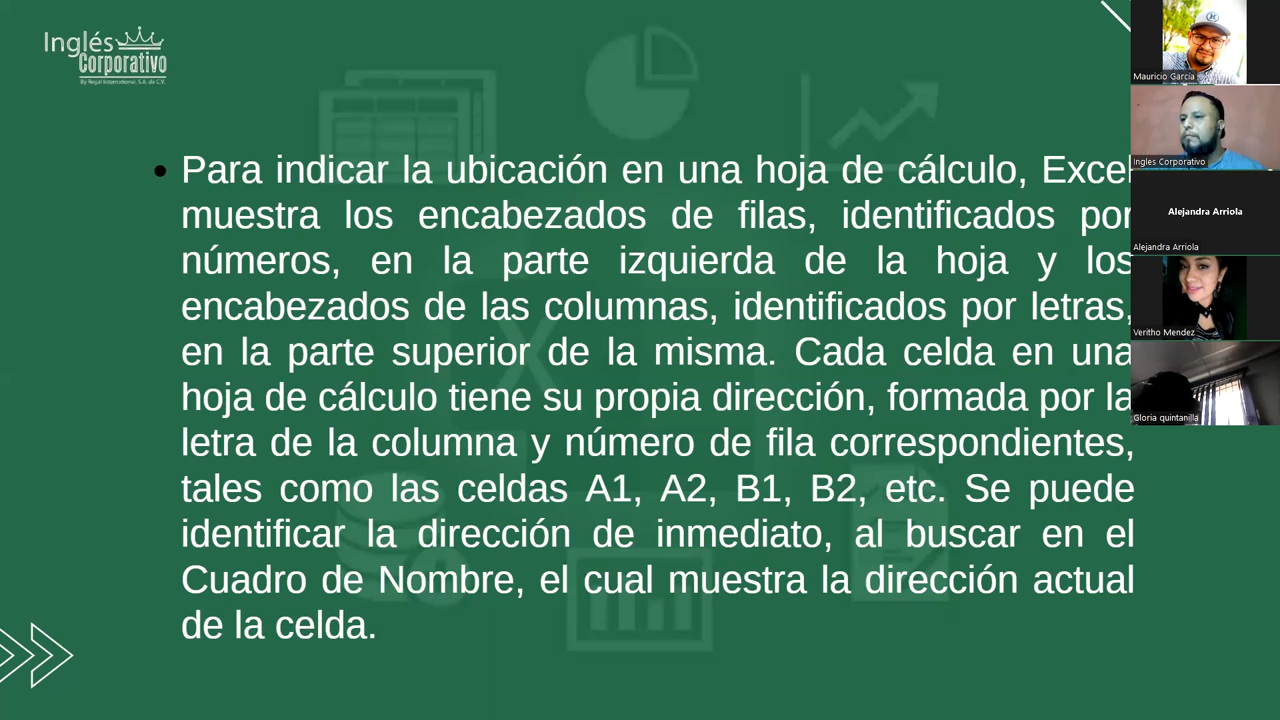 Inglés
Corporativo
By Regal International, S.A. de C.V.
• Para indicar la ubicación en una hoja de cálculo, Excel
muestra los encabezados de filas, identificados por
números, en la parte izquierda de la hoja y los
encabezados de las columnas, identificados por letras,
en la parte superior de la misma. Cada celda en una
hoja de cálculo tiene su propia dirección, formada por la
letra de la columna y número de fila correspondientes,
tales como las celdas A1, A2, B1, B2, etc. Se puede
identificar la dirección de inmediato, al buscar en el
Cuadro de Nombre, el cual muestra la dirección actual
de la celda.
Mauricio García
Ingles Corporativo
Alejandra Arriola
Alejandra Arriola
Veritho Mendez
Gloria quintanilla